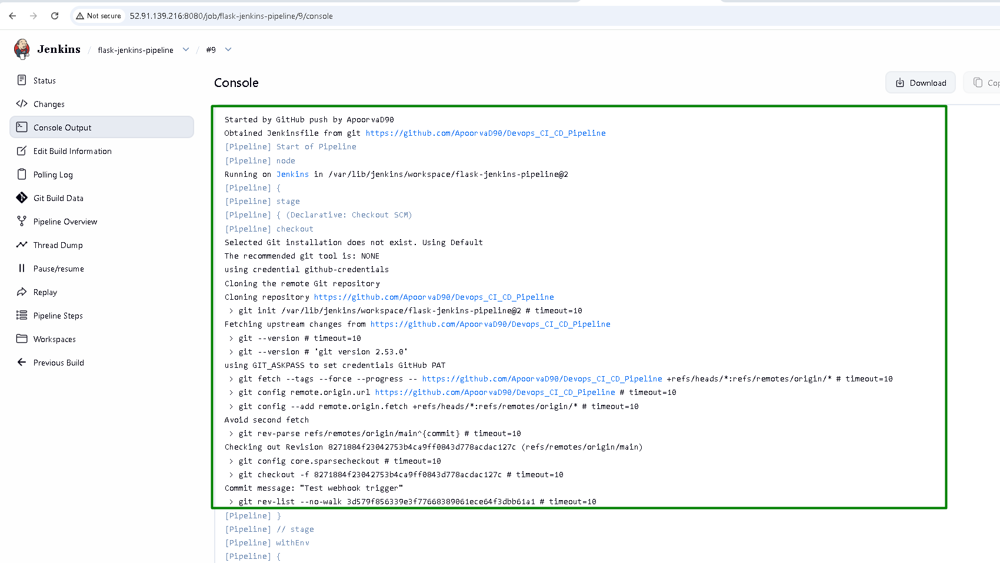 Not secure 52.91.139.216:8080/job/flask-jenkins-pipeline/9/console
Jenkins / flask-jenkins-pipeline / #9
Status
Changes
Console Output
Edit Build Information
Polling Log
Git Build Data
Pipeline Overview
Thread Dump
Pause/resume
Replay
Pipeline Steps
Workspaces
Previous Build
Console
Download
Cop
Started by GitHub push by ApoorvaD90
Obtained Jenkinsfile from git https://github.com/ApoorvaD90/Devops_CI_CD_Pipeline
[Pipeline] Start of Pipeline
[Pipeline] node
Running on Jenkins in /var/lib/jenkins/workspace/flask-jenkins-pipeline@2
[Pipeline] {
[Pipeline] stage
[Pipeline] { (Declarative: Checkout SCM)
[Pipeline] checkout
Selected Git installation does not exist. Using Default
The recommended git tool is: NONE
using credential github-credentials
Cloning the remote Git repository
Cloning repository https://github.com/ApoorvaD90/Devops_CI_CD_Pipeline
> git init /var/lib/jenkins/workspace/flask-jenkins-pipeline@2 # timeout=10
Fetching upstream changes from https://github.com/ApoorvaD90/Devops_CI_CD_Pipeline
> git --version # timeout=10
> git --version # 'git version 2.53.0'
using GIT_ASKPASS to set credentials GitHub PAT
> git fetch --tags --force --progress -- https://github.com/ApoorvaD90/Devops_CI_CD_Pipeline +refs/heads/*:refs/remotes/origin/* # timeout=10
> git config remote.origin.url https://github.com/ApoorvaD90/Devops_CI_CD_Pipeline # timeout=10
> git config --add remote.origin.fetch +refs/heads/*:refs/remotes/origin/* # timeout=10
Avoid second fetch
> git rev-parse refs/remotes/origin/main^{commit} # timeout=10
Checking out Revision 8271884f23042753b4ca9ff0843d778acdac127c (refs/remotes/origin/main)
> git config core.sparsecheckout # timeout=10
> git checkout -f 8271884f23042753b4ca9ff0843d778acdac127c # timeout=10
Commit message: "Test webhook trigger"
> git rev-list --no-walk 3d579f856339e3f77668389061ece64f3dbb61a1 # timeout=10
[Pipeline] }
[Pipeline] // stage
[Pipeline] withEnv
[Pipeline] {